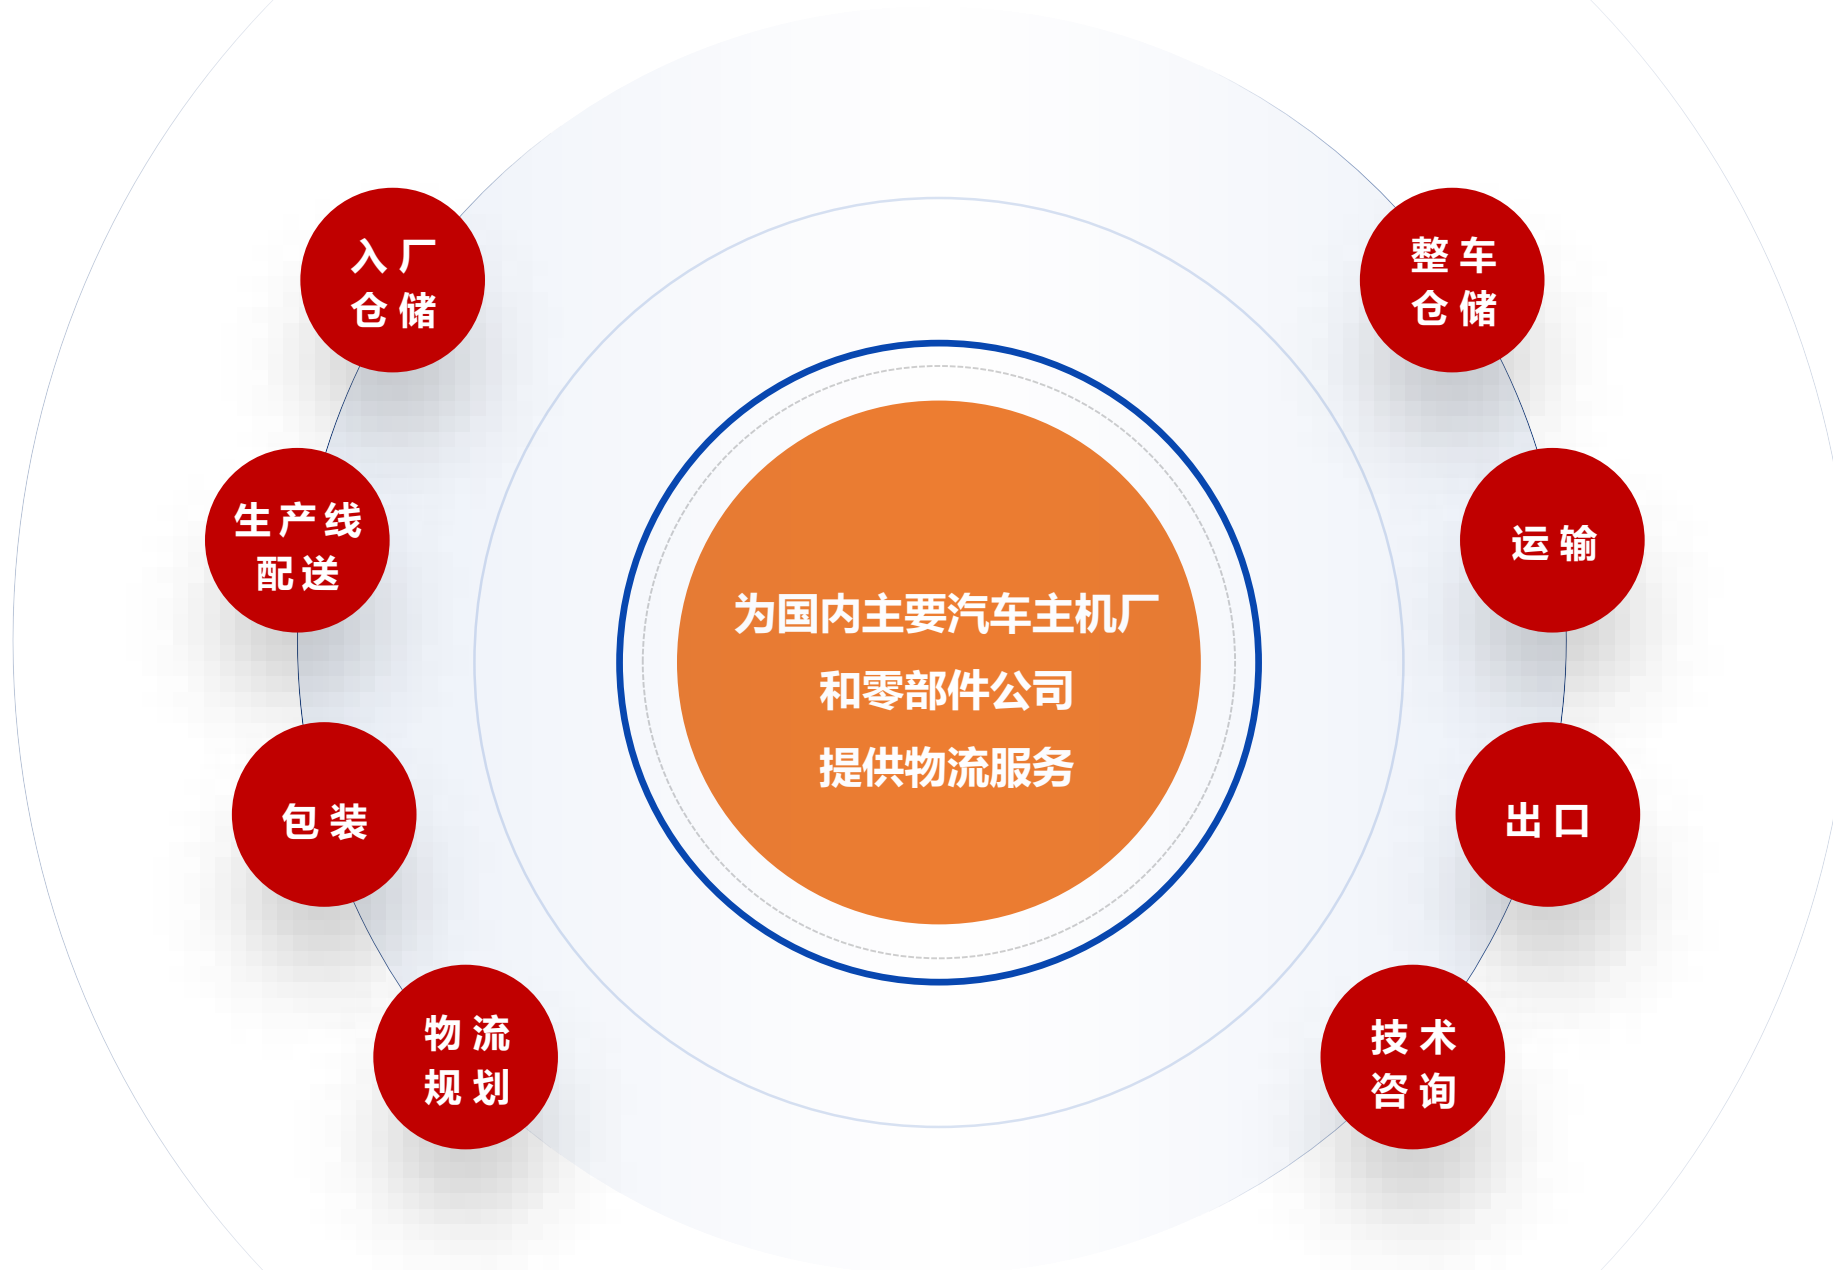 入厂
仓储
生产线
配送
包装
物流
规划
为国内主要汽车主机厂
和零部件公司
提供物流服务
整车
仓储
运输
出口
技术
咨询